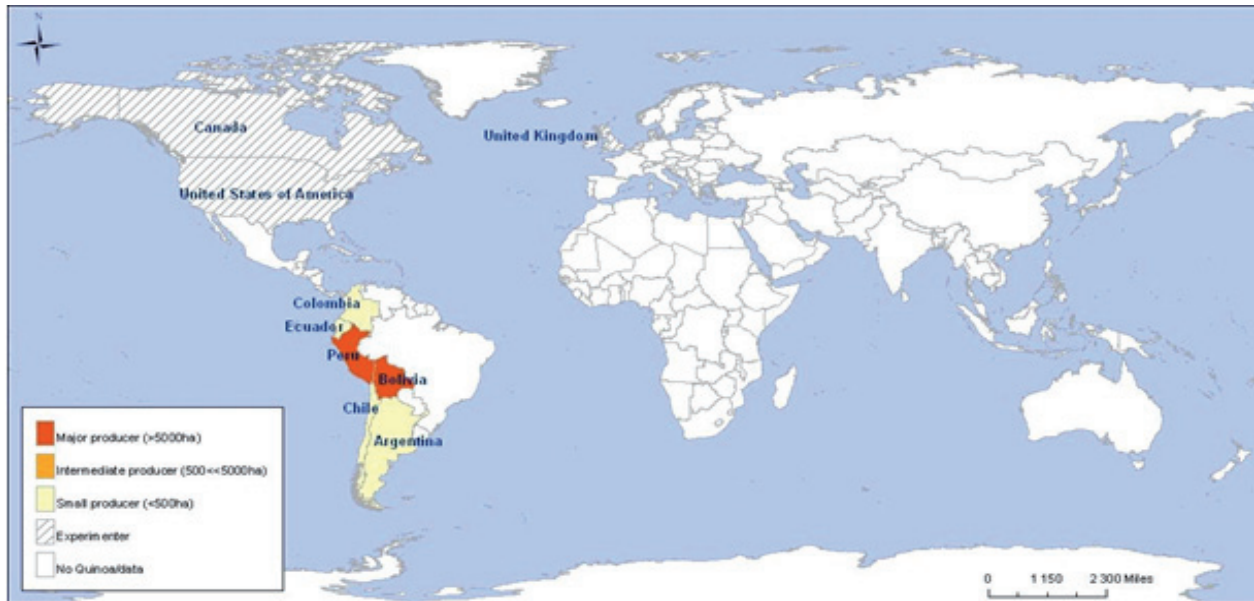 N
Canada
United Kingdom
United States of America
Colombia
Ecuador
Peru
Bolivia
Chile
Argentina
Major producer (>5000ha)
Intermediate producer (500<<5000ha)
Small producer (<500ha)
Experimenter
No Quinoa/data
0 1 150 2 300 Miles